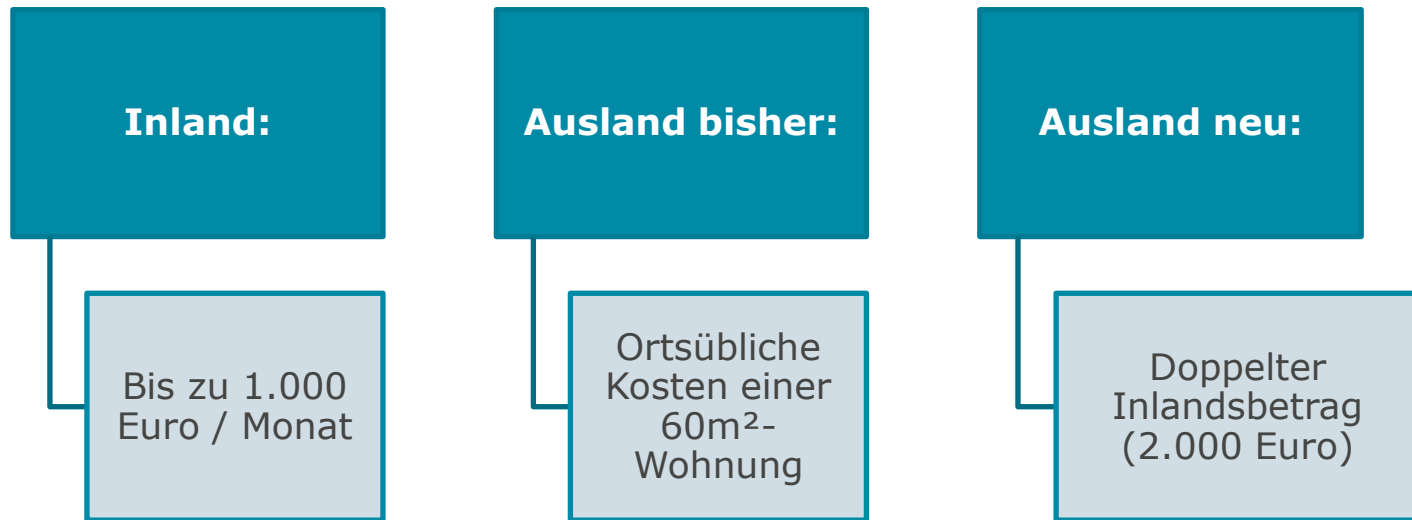 Inland:
Bis zu 1.000
Euro / Monat
Ausland bisher:
Ortsübliche
Kosten einer
60m²-
Wohnung
Ausland neu:
Doppelter
Inlandsbetrag
(2.000 Euro)